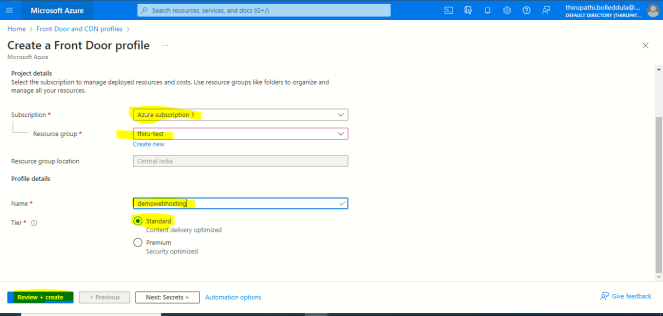 Microsoft Azure
Search resources, services, and docs (G+/)
thirupathi.bolleddula@...
DEFAULT DIRECTORY (THIRUPAT...
Home > Front Door and CDN profiles >
Create a Front Door profile ...
Microsoft Azure
Project details
Select the subscription to manage deployed resources and costs. Use resource groups like folders to organize and
manage all your resources.
Subscription *
Azure subscription 1
Resource group *
thiru-test
Create new
Resource group location
Central India
Profile details
Name *
demowebhosting
Tier *
Standard
Content delivery optimized
Premium
Security optimized
Review + create
< Previous
Next: Secrets >
Automation options
Give feedback